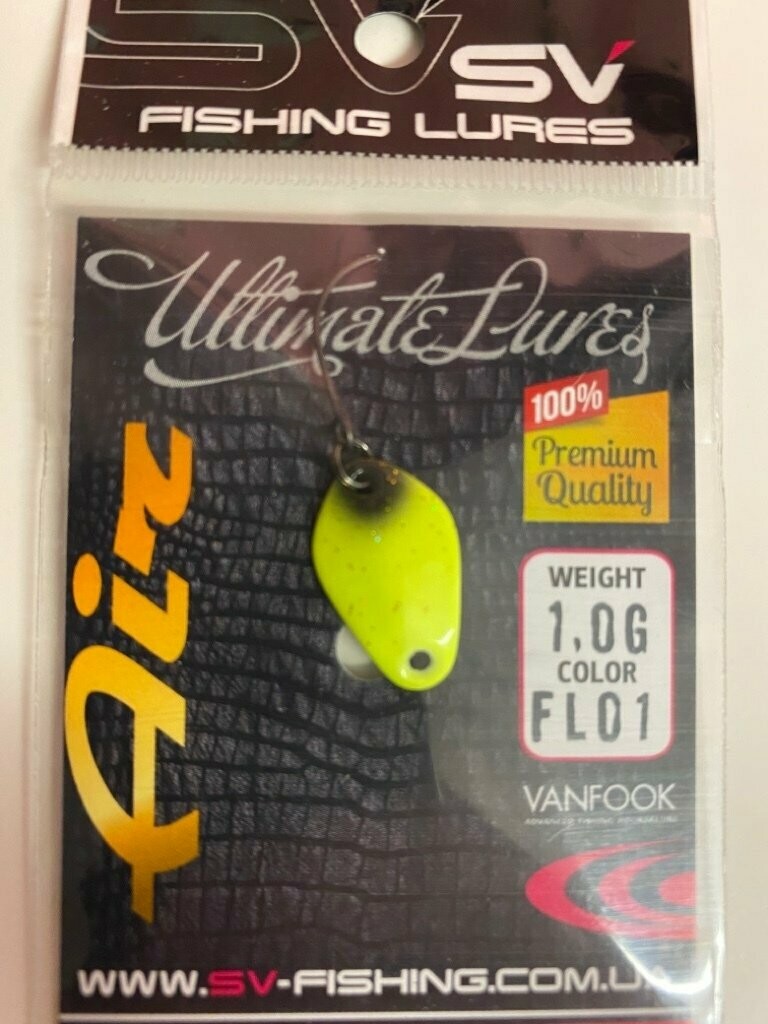 SV
SV
FISHING LURES
Ultimate Lures
100%
Premium
Quality
Air
WEIGHT
1.0G
COLOR
FL01
VANFOOK
WWW.SV-FISHING.COM.UA